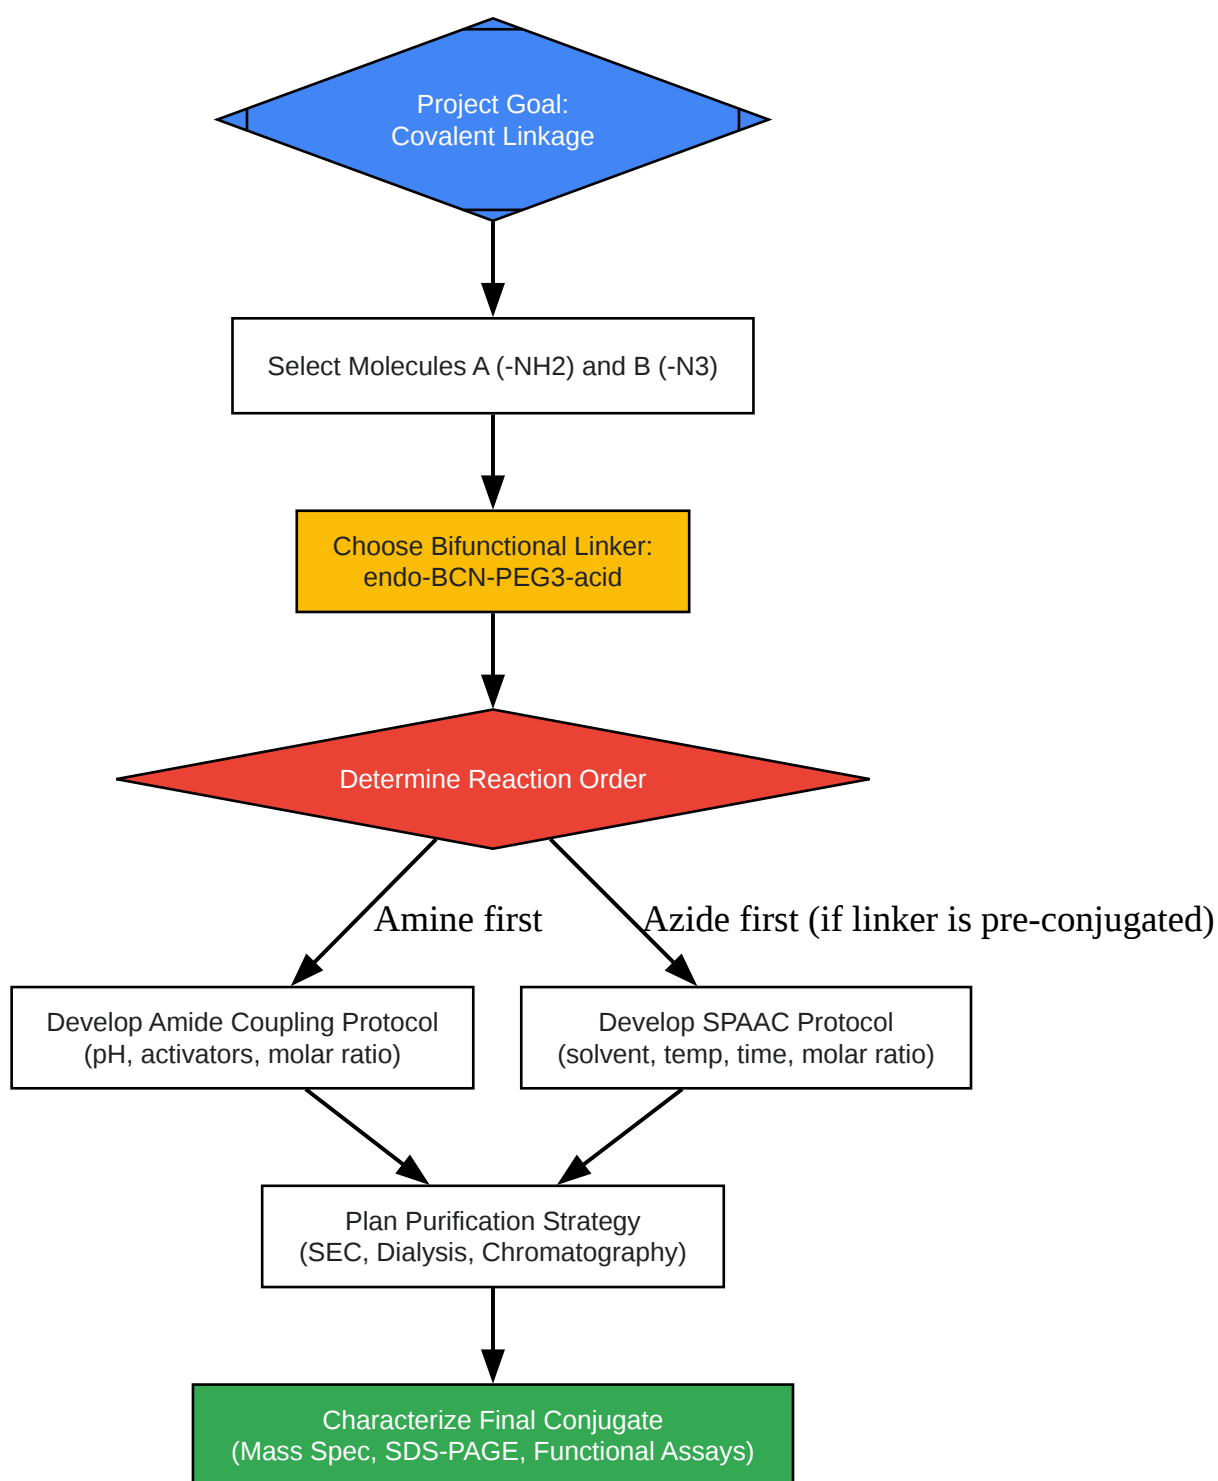 Project Goal:
Covalent Linkage
Select Molecules A (-NH2) and B (-N3)
Choose Bifunctional Linker:
endo-BCN-PEG3-acid
Determine Reaction Order
Amine first
Azide first (if linker is pre-conjugated)
Develop Amide Coupling Protocol
(pH, activators, molar ratio)
Develop SPAAC Protocol
(solvent, temp, time, molar ratio)
Plan Purification Strategy
(SEC, Dialysis, Chromatography)
Characterize Final Conjugate
(Mass Spec, SDS-PAGE, Functional Assays)